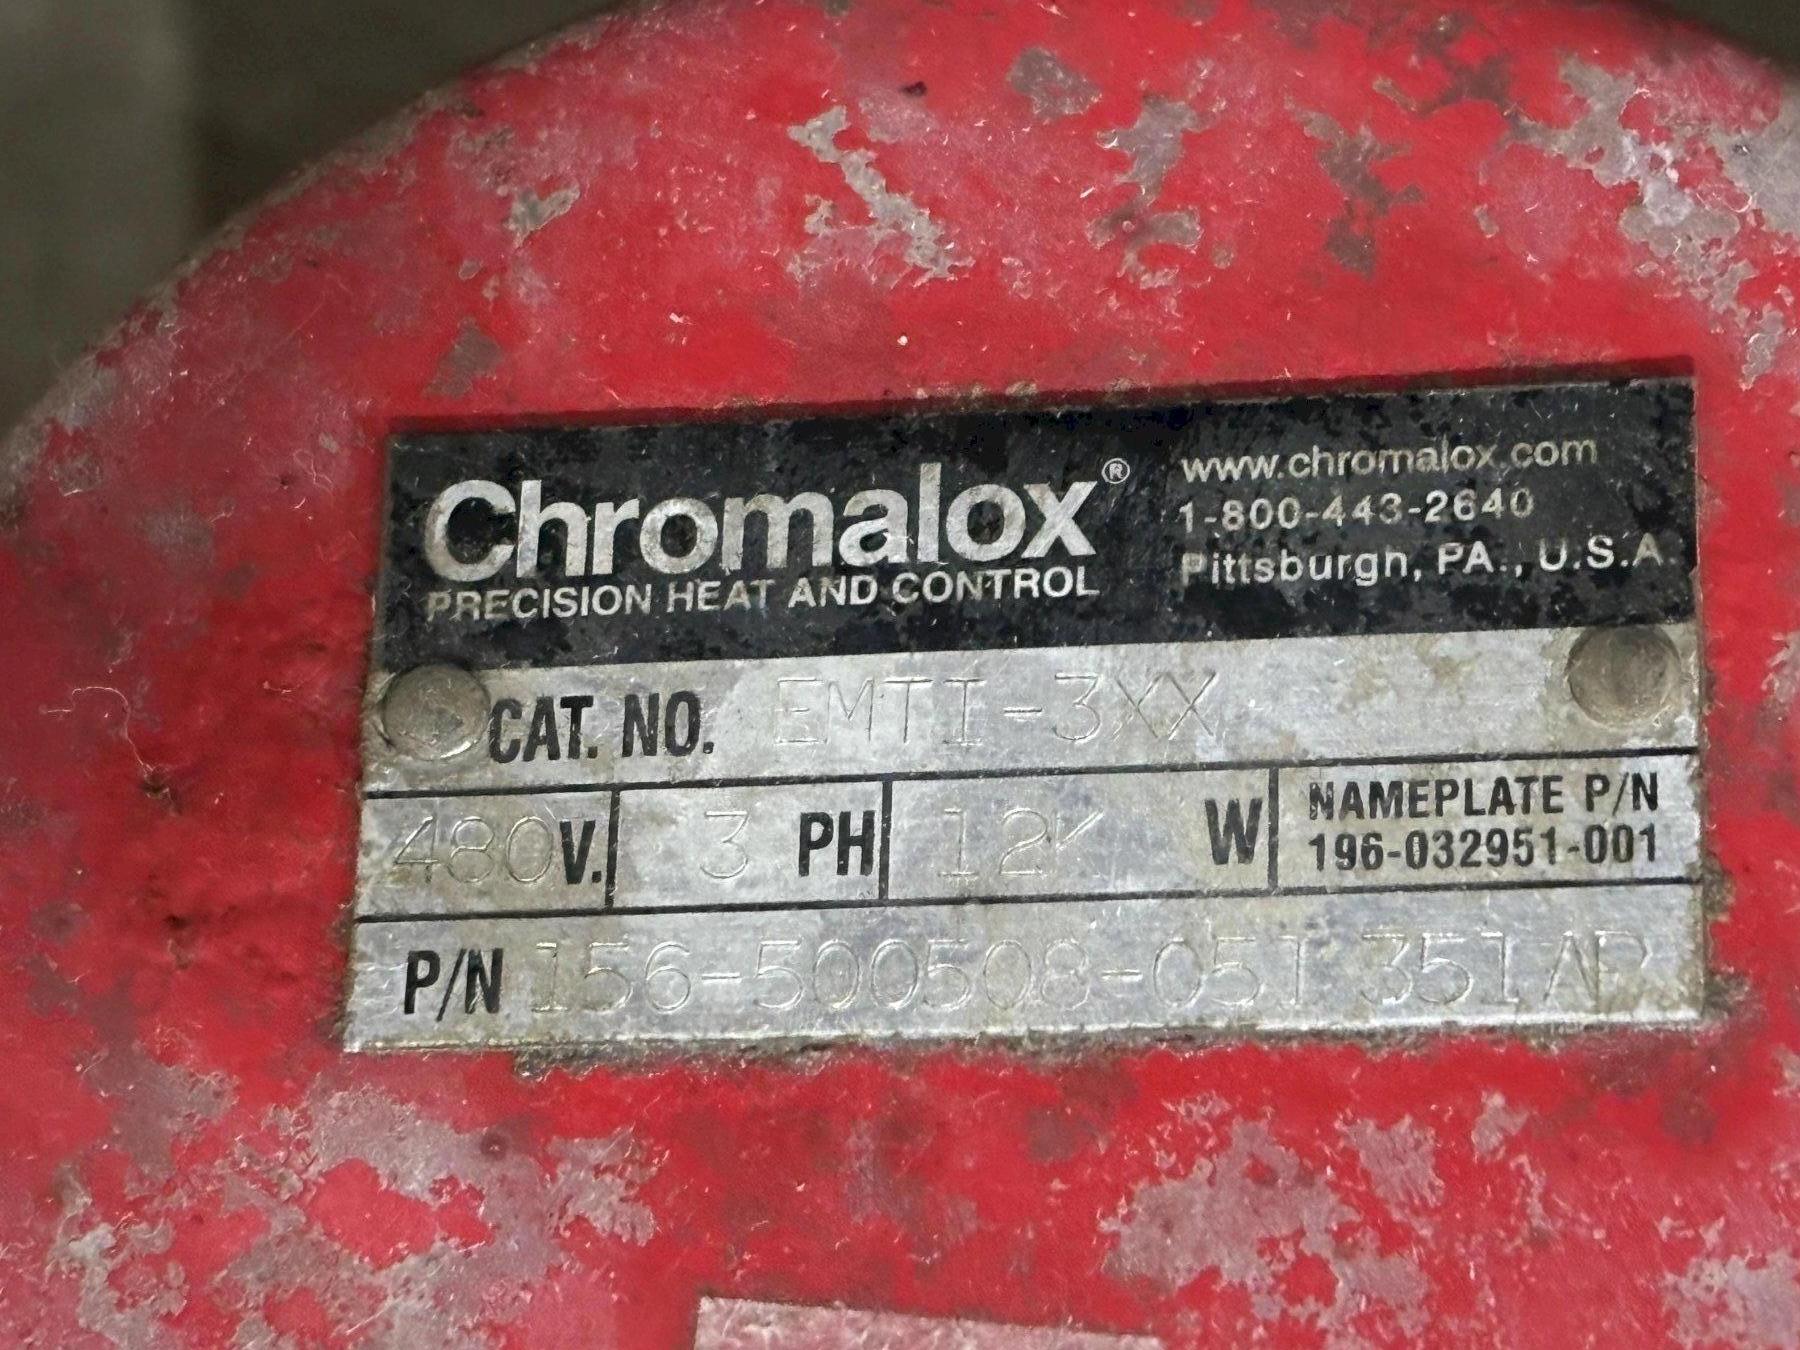 Chromalox®
PRECISION HEAT AND CONTROL
www.chromalox.com
1-800-443-2640
Pittsburgh, PA., U.S.A.
CAT. NO. EMTI-3XX
480V. 3 PH 12K W
NAMEPLATE P/N
196-032951-001
P/N 156-500508-051